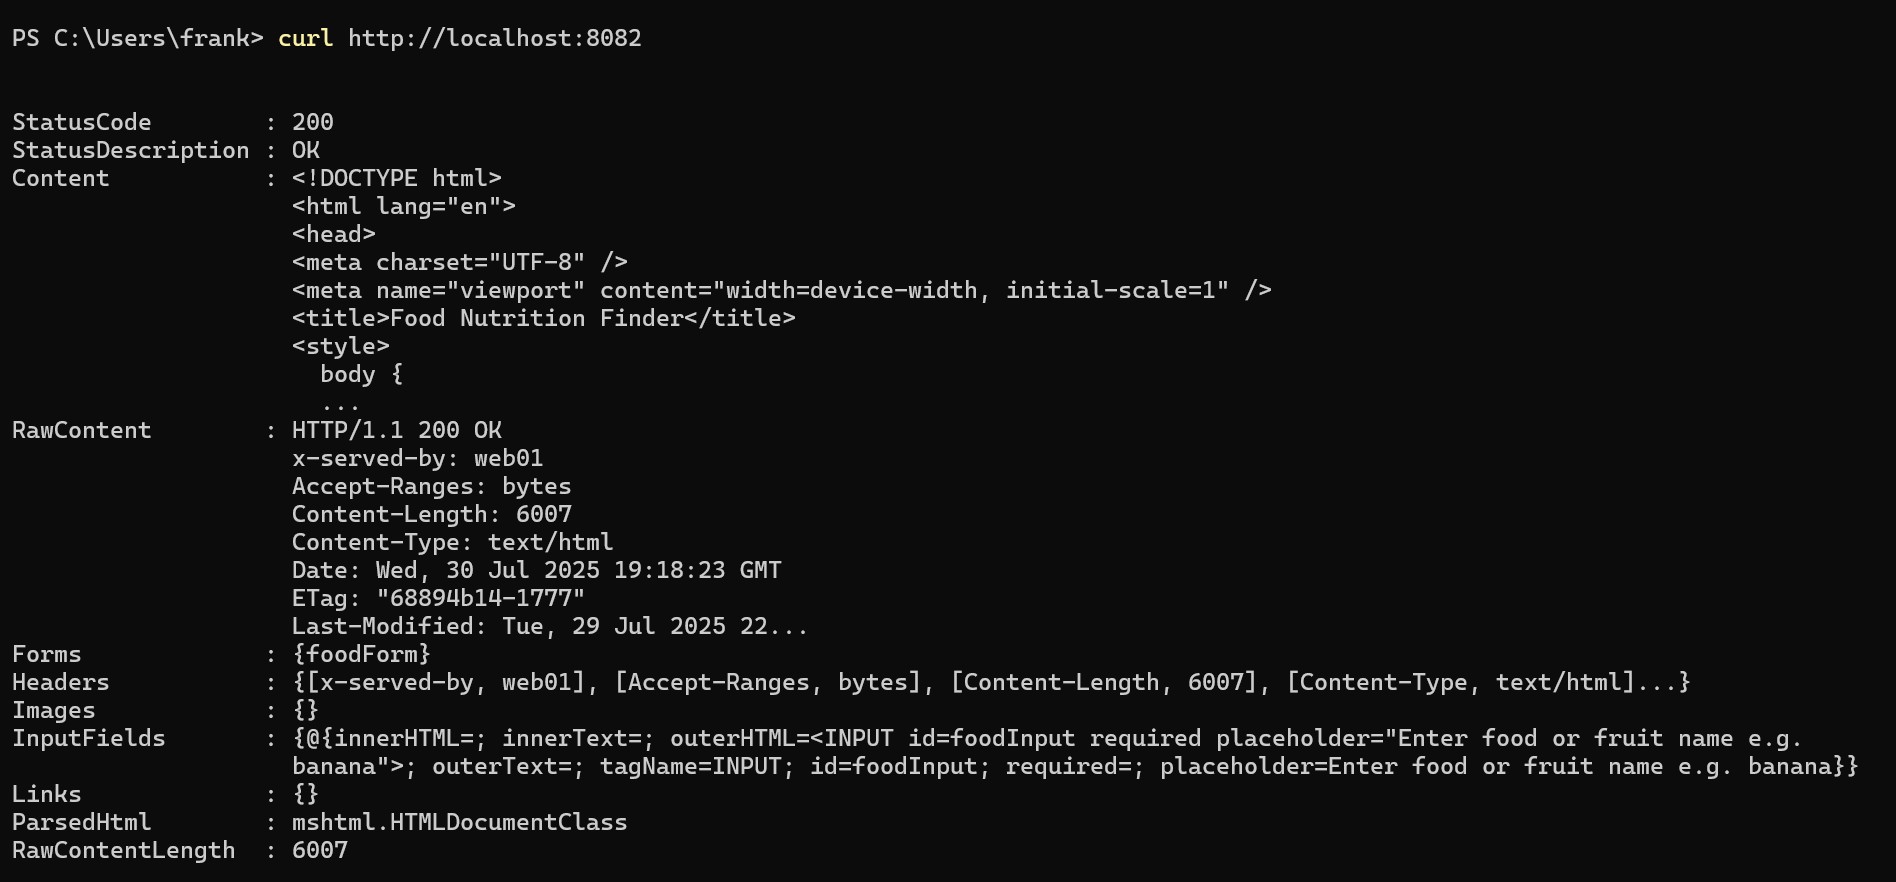 PS C:\Users\frank> curl http://localhost:8082
StatusCode        : 200
StatusDescription : OK
Content           : <!DOCTYPE html>
                    <html lang="en">
                    <head>
                    <meta charset="UTF-8" />
                    <meta name="viewport" content="width=device-width, initial-scale=1" />
                    <title>Food Nutrition Finder</title>
                    <style>
                      body {
                      ...
RawContent        : HTTP/1.1 200 OK
                    x-served-by: web01
                    Accept-Ranges: bytes
                    Content-Length: 6007
                    Content-Type: text/html
                    Date: Wed, 30 Jul 2025 19:18:23 GMT
                    ETag: "68894b14-1777"
                    Last-Modified: Tue, 29 Jul 2025 22...
Forms             : {foodForm}
Headers           : {[x-served-by, web01], [Accept-Ranges, bytes], [Content-Length, 6007], [Content-Type, text/html]...}
Images            : {}
InputFields       : {@{innerHTML=; innerText=; outerHTML=<INPUT id=foodInput required placeholder="Enter food or fruit name e.g.
                    banana">; outerText=; tagName=INPUT; id=foodInput; required=; placeholder=Enter food or fruit name e.g. banana}}
Links             : {}
ParsedHtml        : mshtml.HTMLDocumentClass
RawContentLength  : 6007